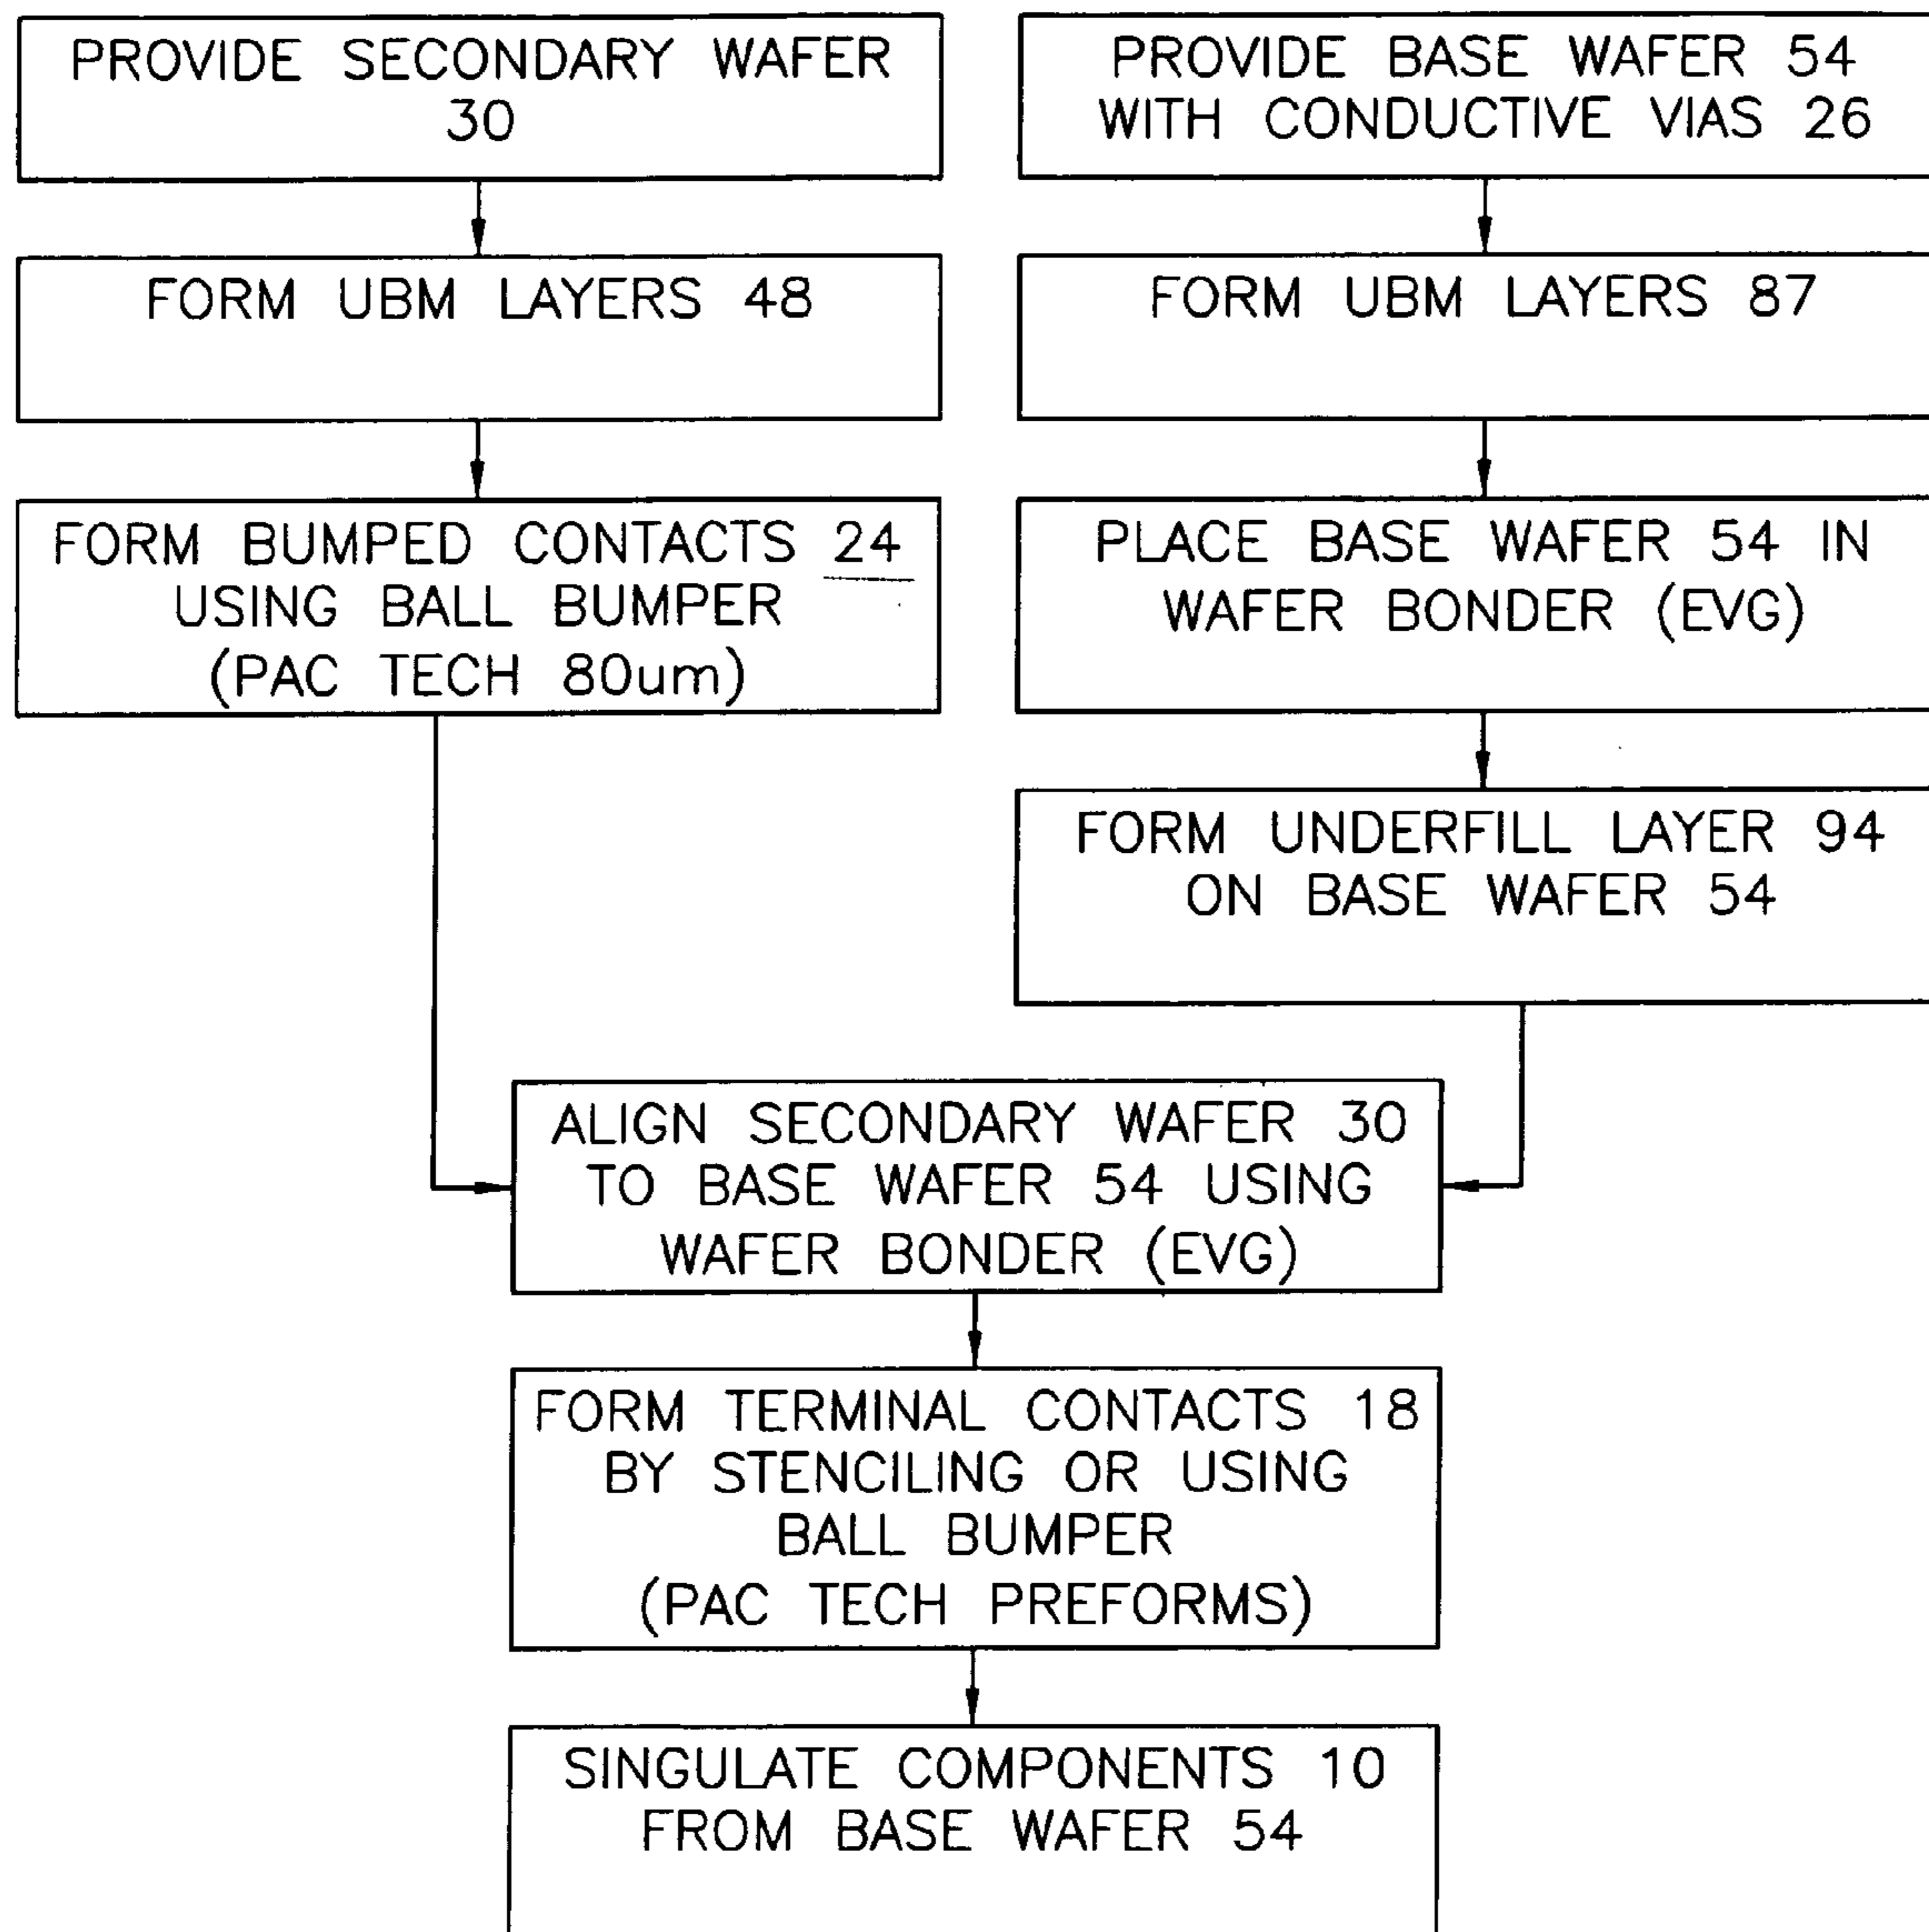 PROVIDE SECONDARY WAFER
30
FORM UBM LAYERS 48
FORM BUMPED CONTACTS 24
USING BALL BUMPER
(PAC TECH 80um)
PROVIDE BASE WAFER 54
WITH CONDUCTIVE VIAS 26
FORM UBM LAYERS 87
PLACE BASE WAFER 54 IN
WAFER BONDER (EVG)
FORM UNDERFILL LAYER 94
ON BASE WAFER 54
ALIGN SECONDARY WAFER 30
TO BASE WAFER 54 USING
WAFER BONDER (EVG)
FORM TERMINAL CONTACTS 18
BY STENCILING OR USING
BALL BUMPER
(PAC TECH PREFORMS)
SINGULATE COMPONENTS 10
FROM BASE WAFER 54